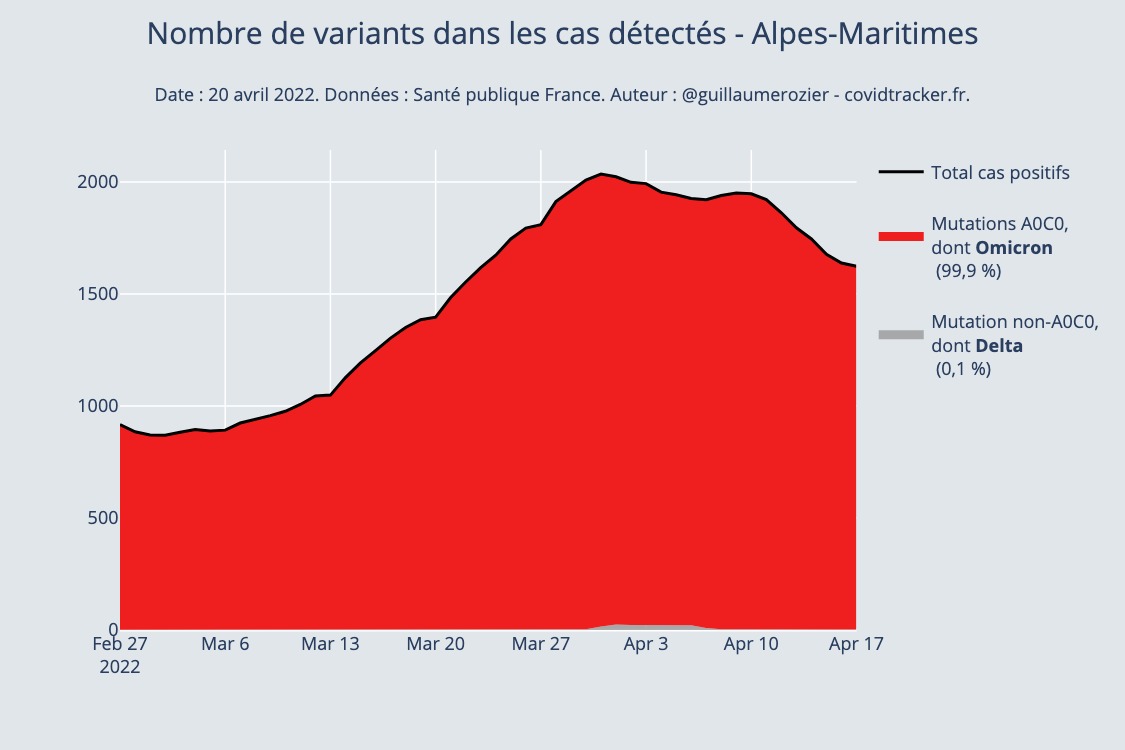 Nombre de variants dans les cas détectés - Alpes-Maritimes
Date : 20 avril 2022. Données : Santé publique France. Auteur : @guillaumerozier - covidtracker.fr.
2000
1500
1000
500
0
Feb 27
2022
Mar 6
Mar 13
Mar 20
Mar 27
Apr 3
Apr 10
Apr 17
Total cas positifs
Mutations A0C0,
dont Omicron
(99,9 %)
Mutation non-A0C0,
dont Delta
(0,1 %)